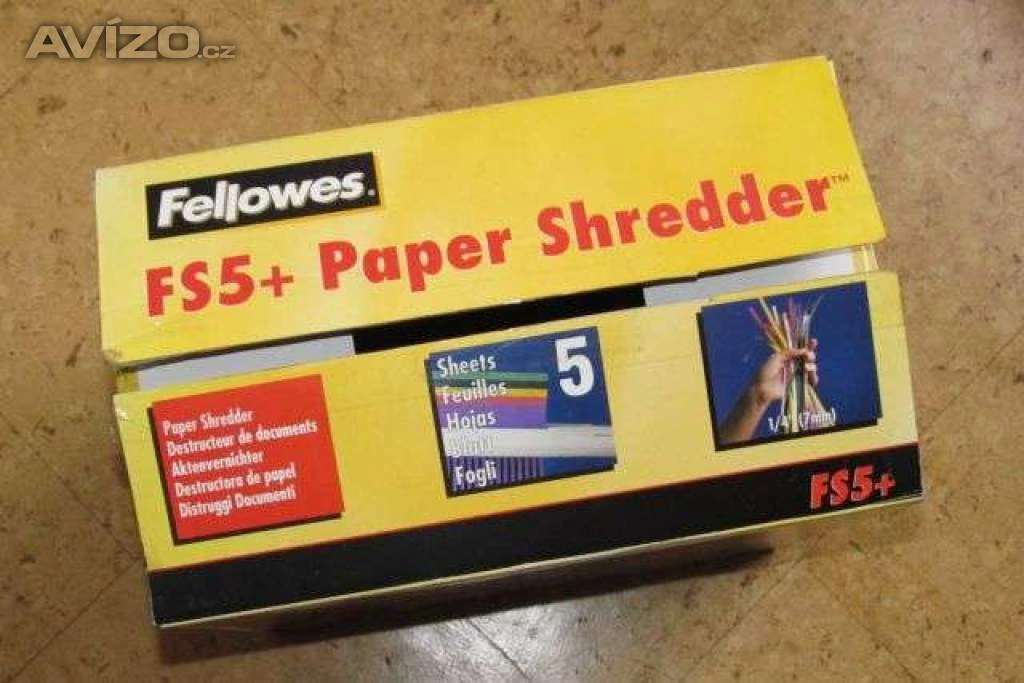 AVÍZO.cz
Fellowes.
FS5+ Paper Shredder™
Paper Shredder
Destructeur de documents
Aktenvernichter
Destructora de papel
Distruggi Documenti
Sheets
Feuilles
Hojas
Fogli
5
1/4" (7mm)
FS5+